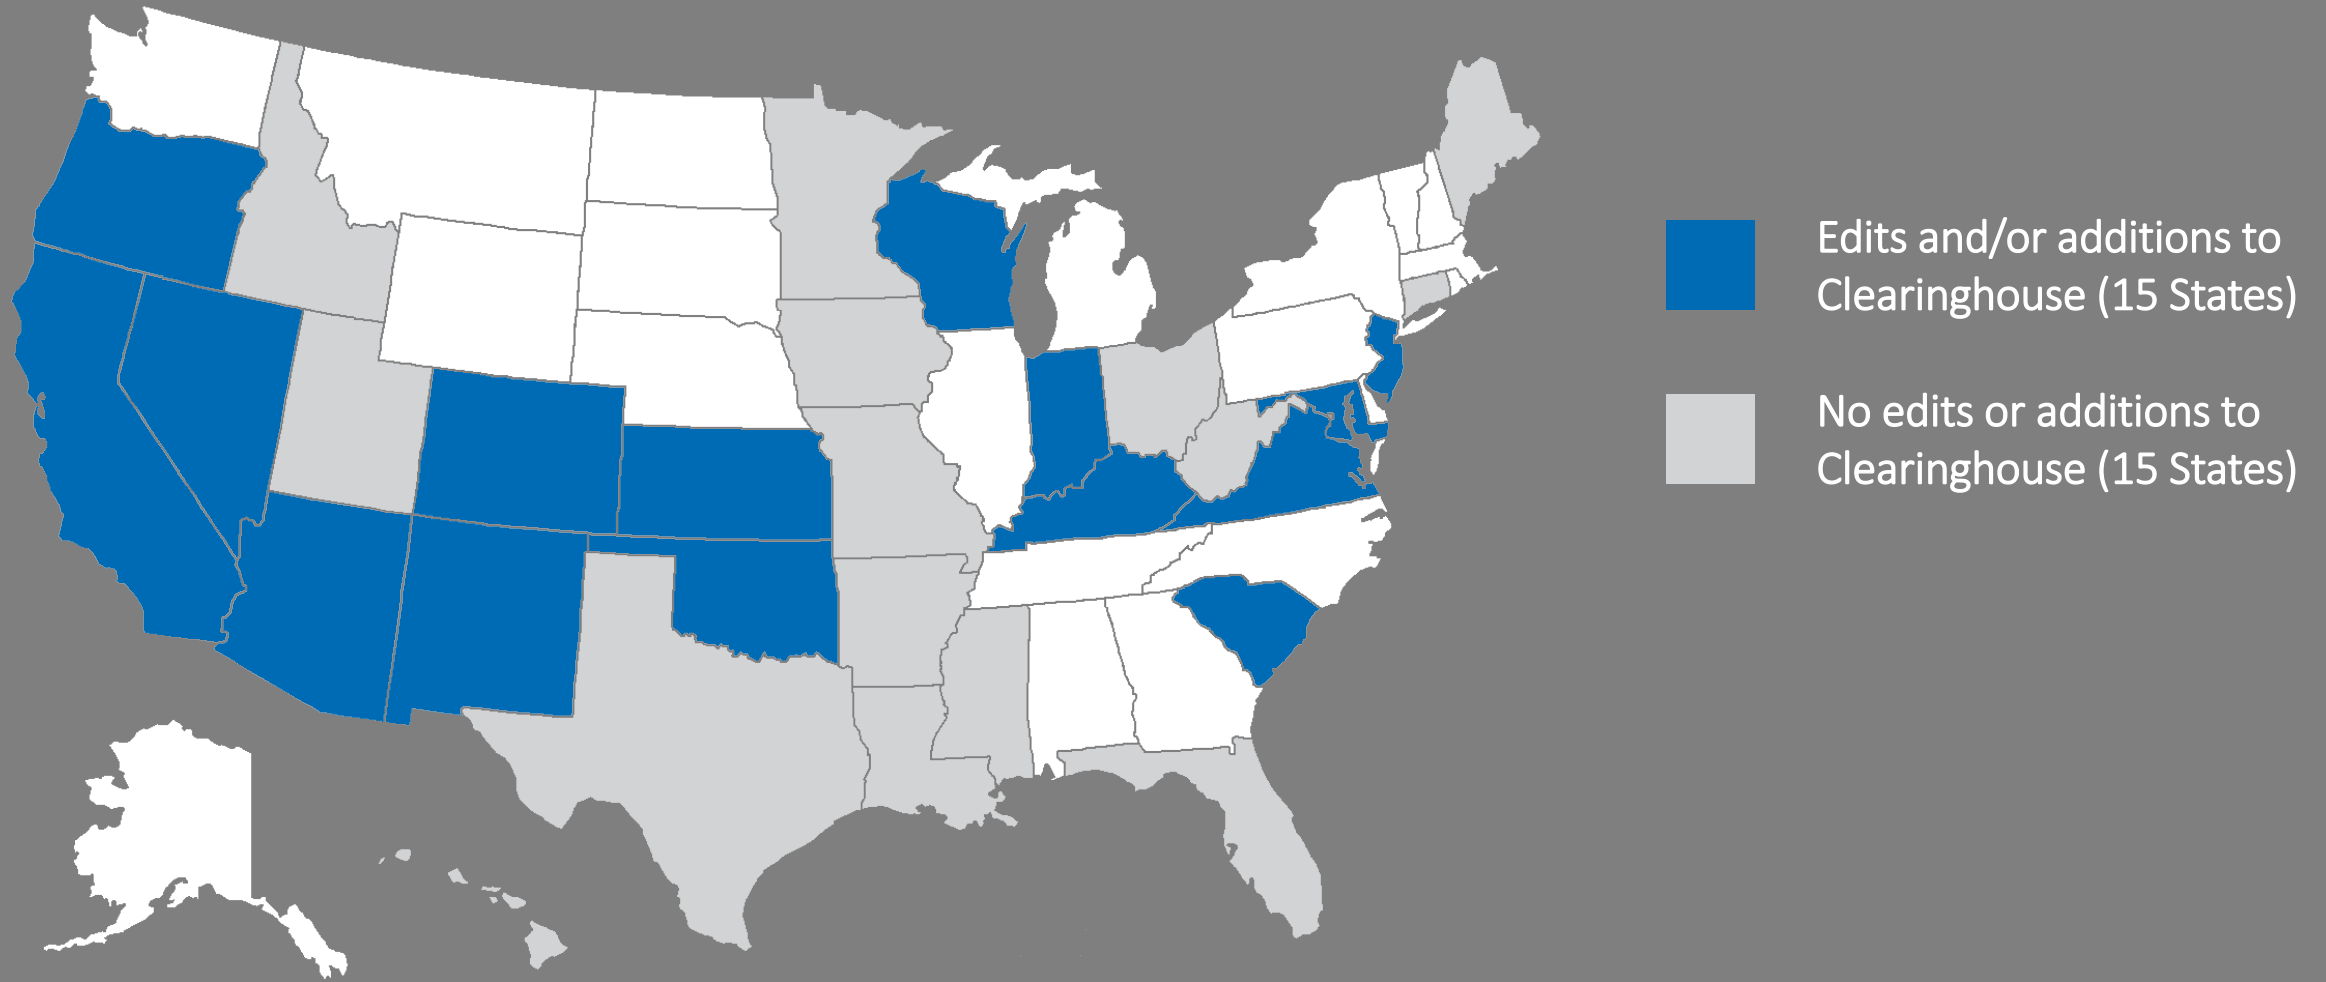 Edits and/or additions to
Clearinghouse (15 States)
No edits or additions to
Clearinghouse (15 States)